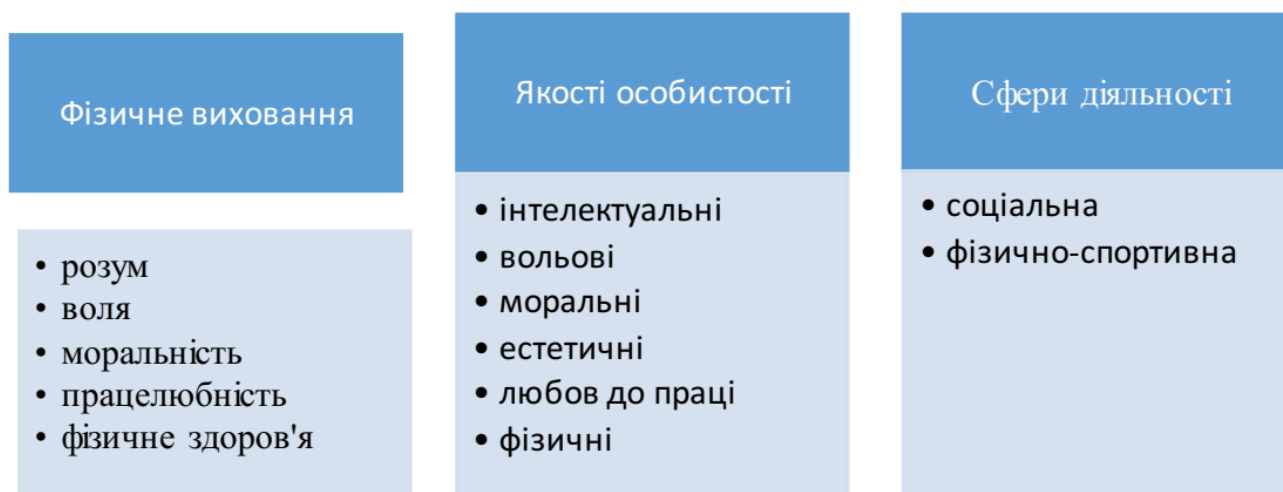 Фізичне виховання
• розум
• воля
• моральність
• працелюбність
• фізичне здоров'я
Якості особистості
• інтелектуальні
• вольові
• моральні
• естетичні
• любов до праці
• фізичні
Сфери діяльності
• соціальна
• фізично-спортивна